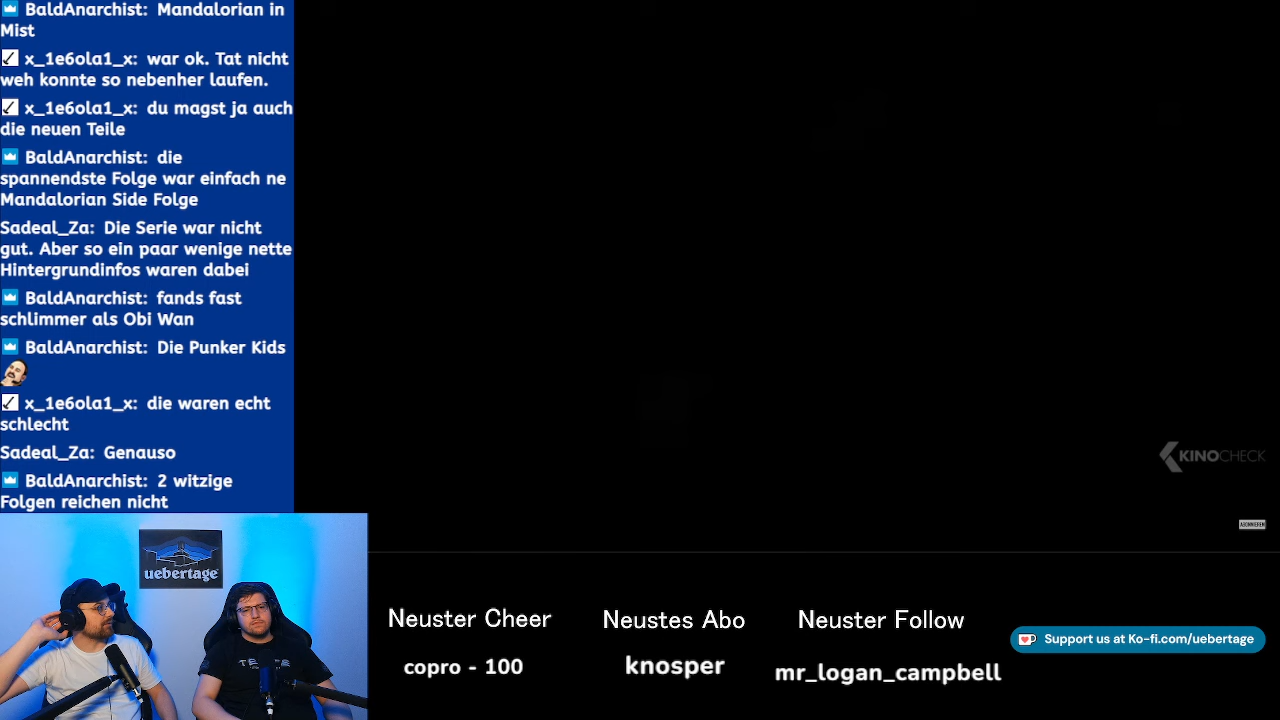 BaldAnarchist: Mandalorian in
Mist
x_1e6ola1_x: war ok. Tat nicht
weh konnte so nebenher laufen.
x_1e6ola1_x: du magst ja auch
die neuen Teile
BaldAnarchist: die
spannendste Folge war einfach ne
Mandalorian Side Folge
Sadeal_Za: Die Serie war nicht
gut. Aber so ein paar wenige nette
Hintergrundinfos waren dabei
BaldAnarchist: fands fast
schlimmer als Obi Wan
BaldAnarchist: Die Punker Kids
x_1e6ola1_x: die waren echt
schlecht
Sadeal_Za: Genauso
BaldAnarchist: 2 witzige
Folgen reichen nicht
KINOCHECK
ABONNIEREN
uebertage
Neuster Cheer
copro - 100
Neustes Abo
knosper
Neuster Follow
mr_logan_campbell
Support us at Ko-fi.com/uebertage